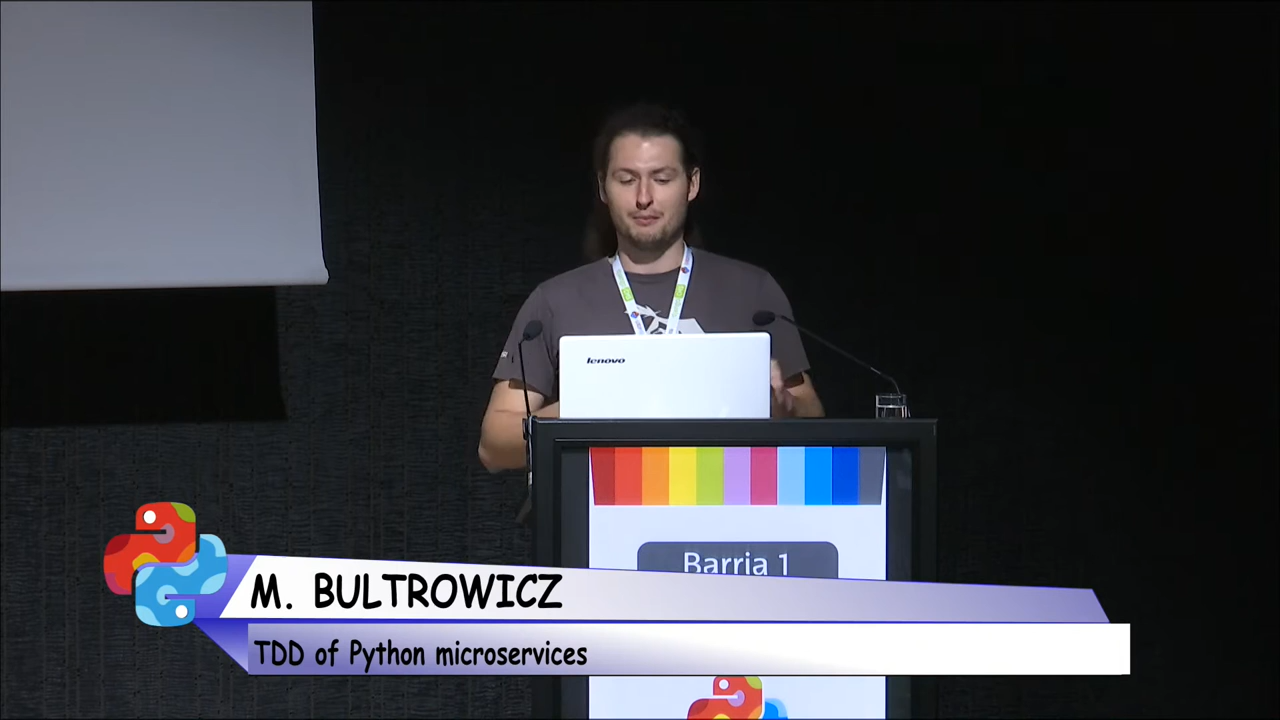 lenovo
Barria 1
M. BULTROWICZ
TDD of Python microservices